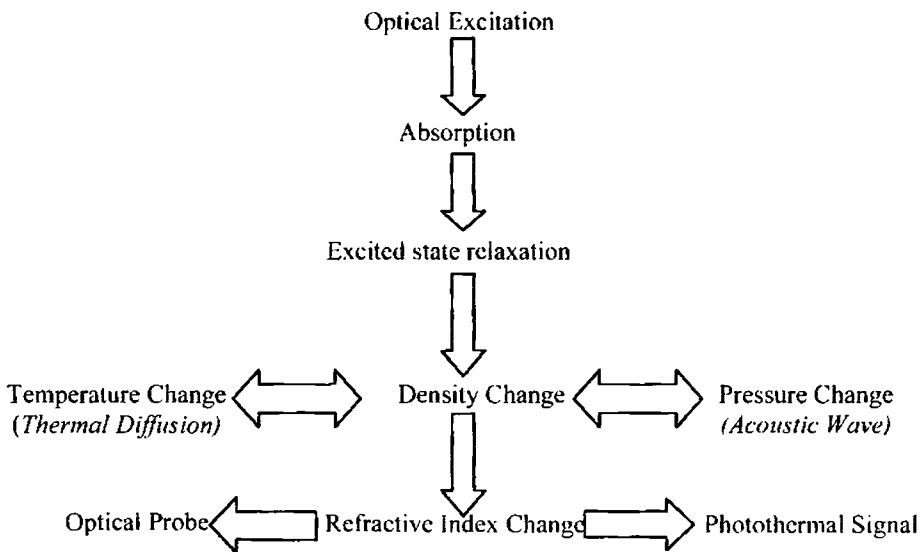 Optical Excitation
Absorption
Excited state relaxation
Temperature Change
(Thermal Diffusion)
Density Change
Pressure Change
(Acoustic Wave)
Optical Probe
Refractive Index Change
Photothermal Signal